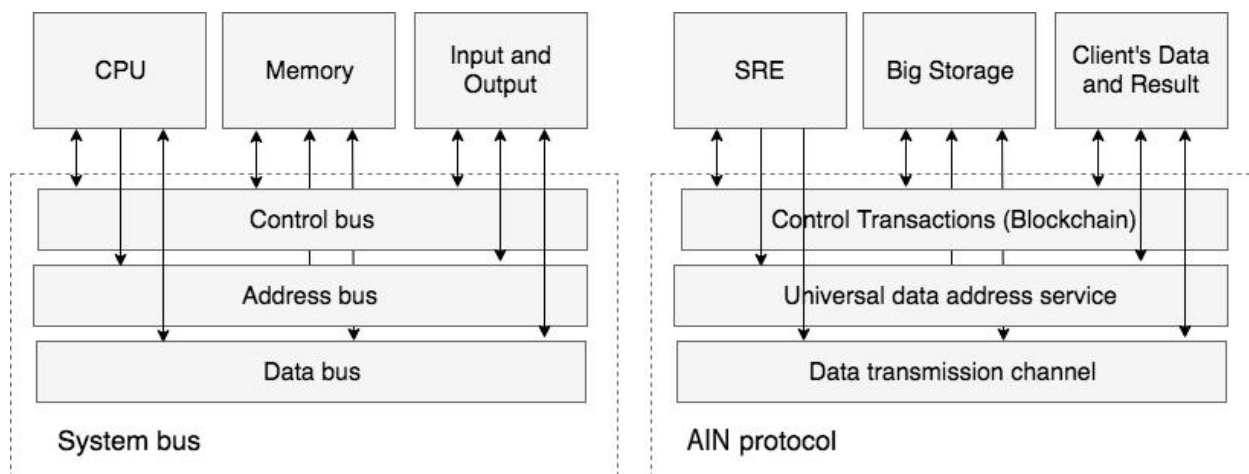 CPU
Memory
Input and
Output
Control bus
Address bus
Data bus
System bus
SRE
Big Storage
Client's Data
and Result
Control Transactions (Blockchain)
Universal data address service
Data transmission channel
AIN protocol